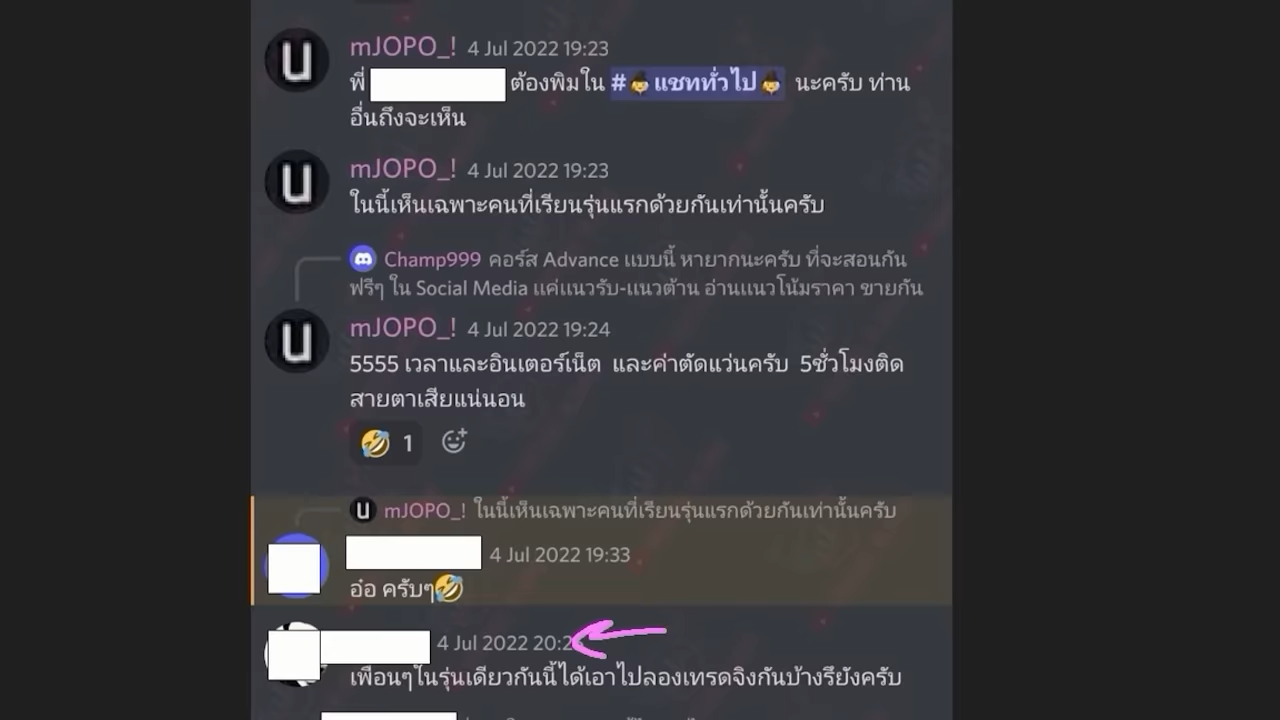 mJOPO_! 4 Jul 2022 19:23
พี่ ต้องพิมใน # แชททั่วไป นะครับ ท่าน
อื่นถึงจะเห็น
mJOPO_! 4 Jul 2022 19:23
ในนี้เห็นเฉพาะคนที่เรียนรุ่นแรกด้วยกันเท่านั้นครับ
Champ999 คอร์ส Advance แบบนี้ หายากนะครับ ที่จะสอนกัน
ฟรีๆ ใน Social Media แค่แนวรับ-แนวต้าน อ่านแนวโน้มราคา ขายกัน
mJOPO_! 4 Jul 2022 19:24
5555 เวลาและอินเตอร์เน็ต และค่าตัดแว่นครับ 5ชั่วโมงติด
สายตาเสียแน่นอน
1
mJOPO_! ในนี้เห็นเฉพาะคนที่เรียนรุ่นแรกด้วยกันเท่านั้นครับ
4 Jul 2022 19:33
อ๋อ ครับๆ
4 Jul 2022
เพื่อนๆในรุ่นเดียวกันนี้ได้เอาไปลองเทรดจิงกันบ้างรึยังครับ